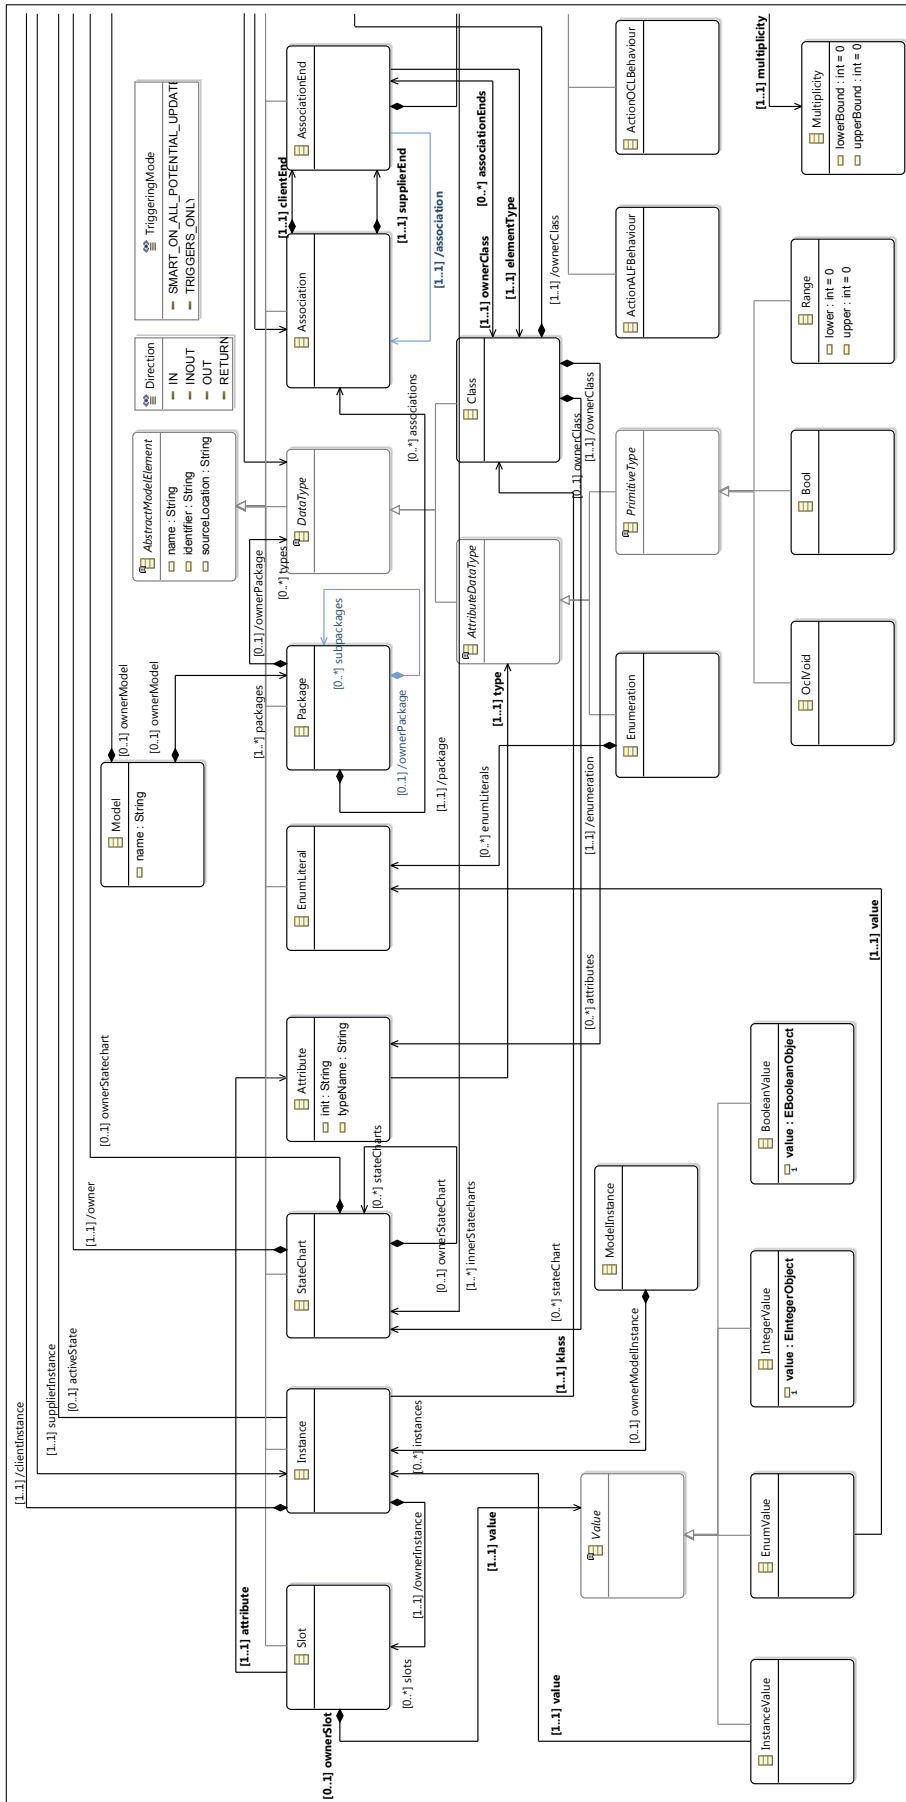 [1..1] /clientInstance
[1..1] supplierInstance
[0..1] activeState
[1..1] /owner
[0..1] ownerStatechart
Model
name : String
[0..1] ownerModel
[0..1] ownerModel
[1..*] packages
AbstractModelElement
name : String
identifier : String
sourceLocation : String
Direction
IN
INOUT
OUT
RETURN
TriggeringMode
SMART_ON_ALL_POTENTIAL_UPDATE
TRIGGERS_ONLY
[1..1] attribute
Slot
[0..1] ownerSlot
[0..*] slots
[1..1] /ownerInstance
Instance
[0..*] instances
StateChart
[0..*] stateCharts
[0..1] ownerStateChart
[1..*] innerStatecharts
Attribute
init : String
typeName : String
EnumLiteral
Package
[0..1] /ownerPackage
[0..*] types
[0..*] subpackages
[0..1] /ownerPackage
[1..1] /package
DataType
[0..*] associations
Association
[1..1] clientEnd
[1..1] supplierEnd
[1..1] /association
AssociationEnd
[0..*] associationEnds
[1..1] ownerClass
[1..1] elementType
[1..1] /ownerClass
AttributeDataType
[1..1] type
Class
[0..1] ownerClass
[1..1] /ownerClass
[0..*] enumLiterals
[1..1] /enumeration
[0..*] attributes
[0..*] stateChart
[1..1] klass
[1..1] value
[1..1] value
Value
ModelInstance
[0..1] ownerModelInstance
Enumeration
PrimitiveType
ActionALFBehaviour
ActionOCLBehaviour
InstanceValue
EnumValue
IntegerValue
value : EIntegerObject
BooleanValue
value : EBooleanObject
[1..1] value
OclVoid
Bool
Range
lower : int = 0
upper : int = 0
[1..1] multiplicity
Multiplicity
lowerBound : int = 0
upperBound : int = 0